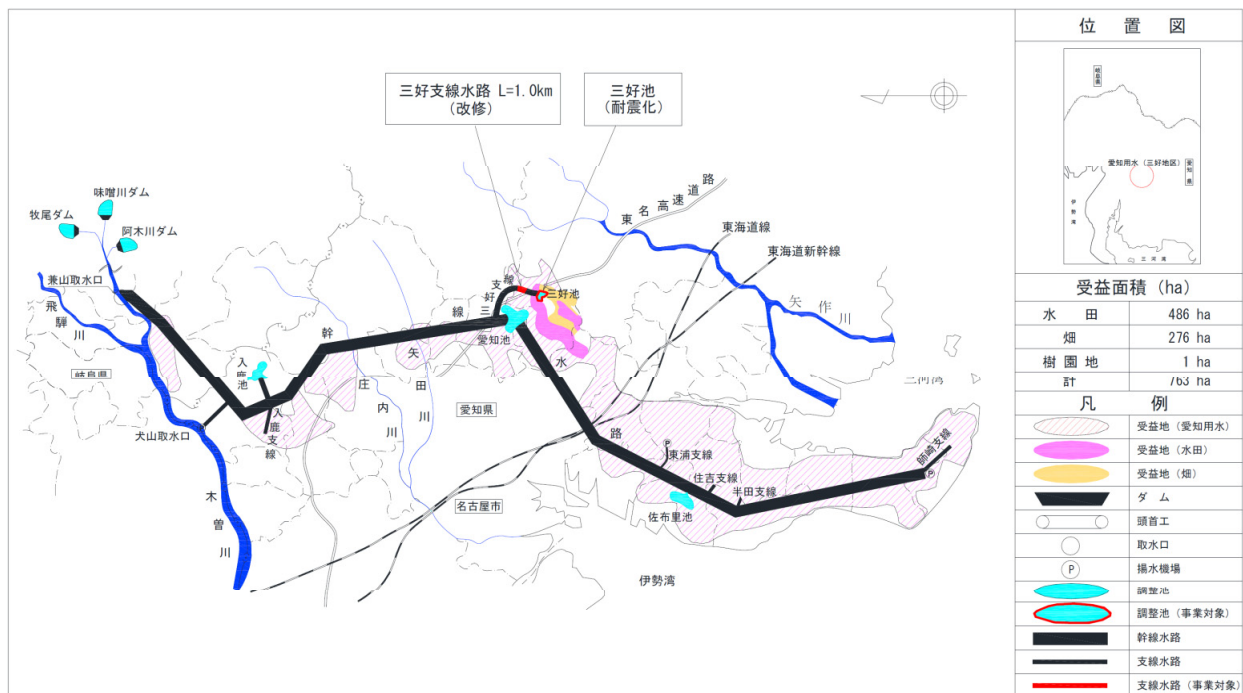 三好支線水路 L=1.0km
(改修)
三好池
(耐震化)
味噌川ダム
牧尾ダム
阿木川ダム
兼山取水口
飛騨川
岐阜県
犬山取水口
木曽川
入鹿池
入鹿支線
幹線水路
庄内川
矢田川
愛知県
名古屋市
愛知池
三好支線
三好池
東名高速道路
東海道線
東海道新幹線
矢作川
三河湾
東浦支線
P
住吉支線
半田支線
佐布里池
師崎支線
P
伊勢湾
位置図
岐阜県
愛知用水(三好地区)
愛知県
伊勢湾
三河湾
受益面積(ha)
水田 486 ha
畑 276 ha
樹園地 1 ha
計 763 ha
凡例
受益地(愛知用水)
受益地(水田)
受益地(畑)
ダム
頭首工
取水口
P 揚水機場
調整池
調整池(事業対象)
幹線水路
支線水路
支線水路(事業対象)